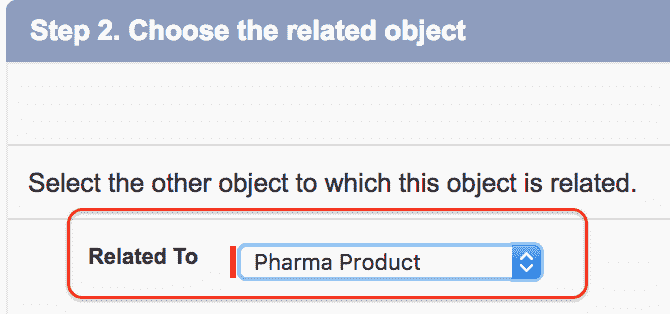 Step 2. Choose the related object
Select the other object to which this object is related.
Related To Pharma Product